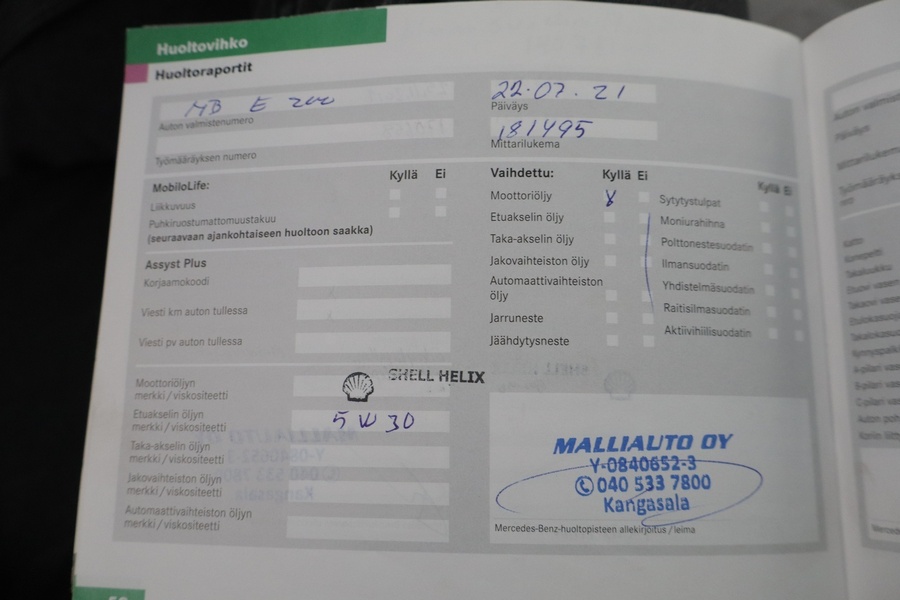 Huoltovihko
Huoltoraportit
MB E 200
Auton valmistenumero
Työmääräyksen numero
22.07.21
Päiväys
181495
Mittarilukema
MobiloLife:
Kyllä Ei
Liikkuvuus
Puhkiruostumattomuustakuu
(seuraavaan ajankohtaiseen huoltoon saakka)
Assyst Plus
Korjaamokoodi
Viesti km auton tullessa
Viesti pv auton tullessa
Moottoriöljyn
merkki / viskositeetti
SHELL HELIX
Etuakselin öljyn
merkki / viskositeetti
5 W 30
Taka-akselin öljyn
merkki / viskositeetti
Jakovaihteiston öljyn
merkki / viskositeetti
Automaattivaihteiston öljyn
merkki / viskositeetti
Vaihdettu:
Kyllä Ei
Moottoriöljy
Etuakselin öljy
Taka-akselin öljy
Jakovaihteiston öljy
Automaattivaihteiston
öljy
Jarruneste
Jäähdytysneste
Kyllä Ei
Sytytystulpat
Moniurahihna
Polttonestesuodatin
Ilmansuodatin
Yhdistelmäsuodatin
Raitisilmasuodatin
Aktiivihiilisuodatin
MALLIAUTO OY
Y-0840652-3
040 533 7800
Kangasala
Mercedes-Benz-huoltopisteen allekirjoitus / leima